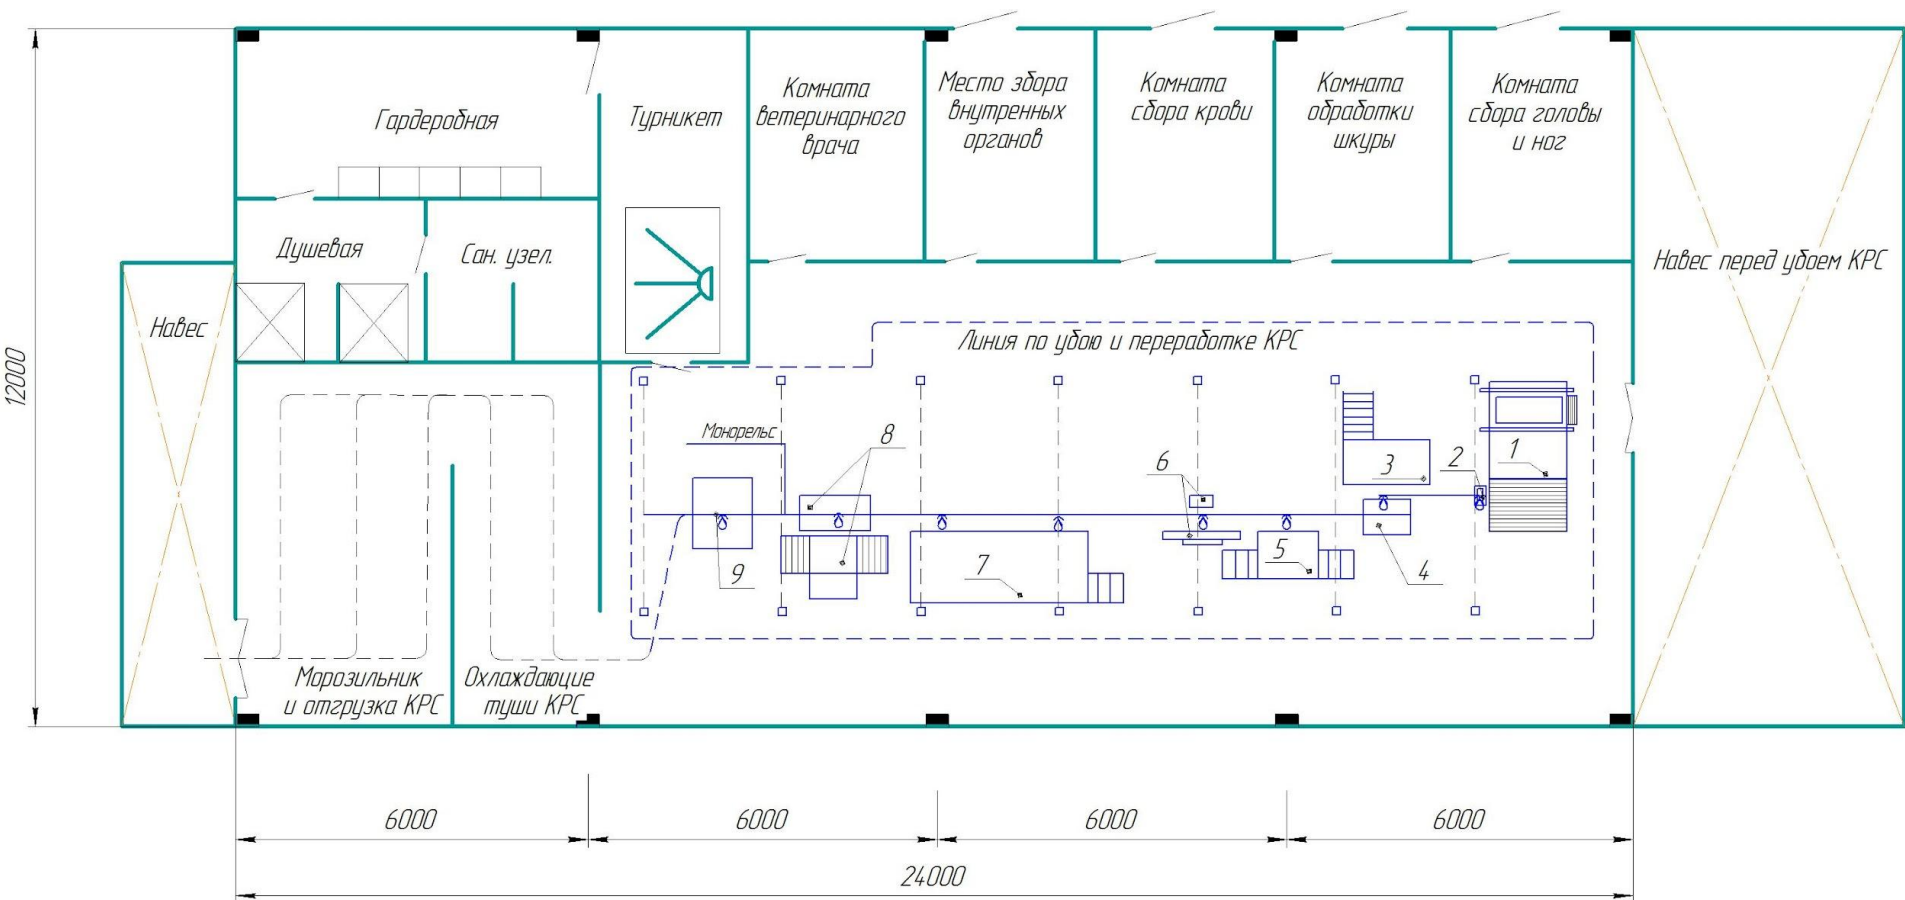 Гардеробная
Турникет
Комната
ветеринарного
врача
Место збора
внутренных
органов
Комната
сбора крови
Комната
обработки
шкуры
Комната
сбора головы
и ног
Душевая
Сан. узел.
Навес перед убоем КРС
Навес
Линия по убою и переработке КРС
12000
Монорельс
8
6
3
2
1
9
7
5
4
Морозильник
и отгрузка КРС
Охлаждающие
туши КРС
6000
6000
6000
6000
24000